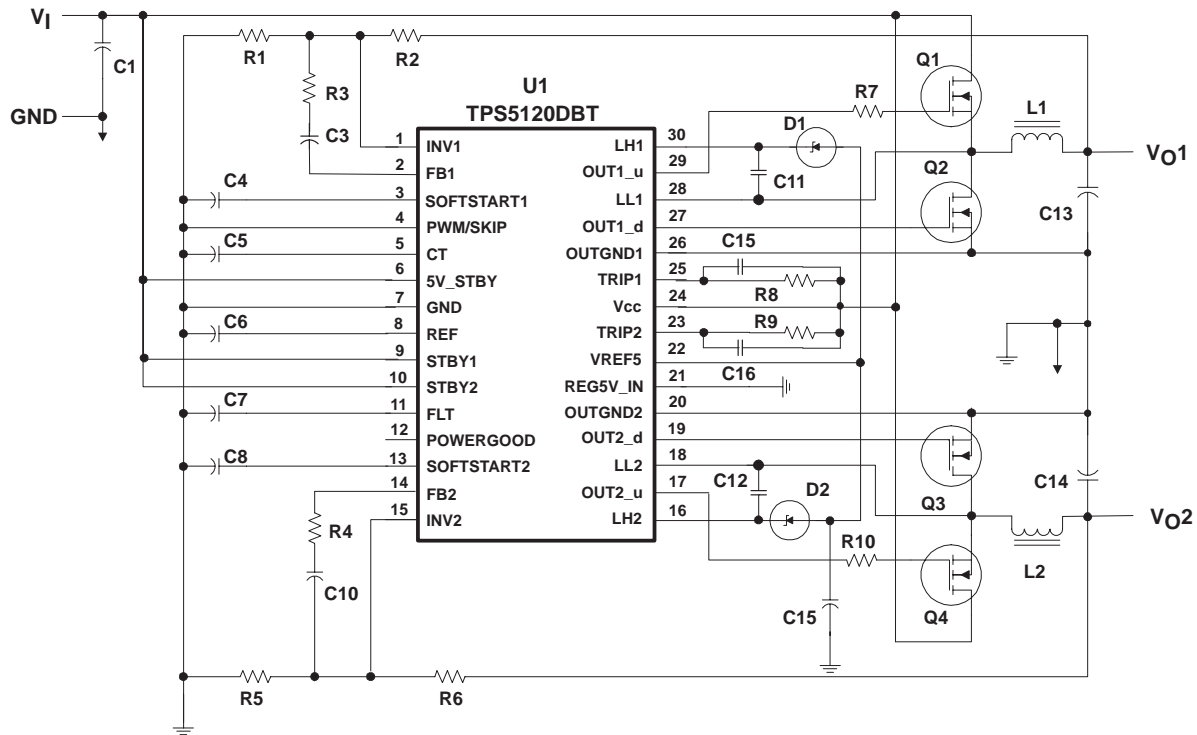 VI
C1
GND
R1
R2
R3
C3
U1
TPS5120DBT
Q1
R7
L1
D1
VO1
Q2
C11
C13
C4
C5
C6
C7
C8
1 INV1 LH1 30
2 FB1 OUT1_u 29
3 SOFTSTART1 LL1 28
4 PWM/SKIP OUT1_d 27
5 CT OUTGND1 26
6 5V_STBY TRIP1 25
7 GND Vcc 24
8 REF TRIP2 23
9 STBY1 VREF5 22
10 STBY2 REG5V_IN 21
11 FLT OUTGND2 20
12 POWERGOOD OUT2_d 19
13 SOFTSTART2 LL2 18
14 FB2 OUT2_u 17
15 INV2 LH2 16
C15
R8
R9
C16
C12
D2
Q3
C14
VO2
R4
C10
R10
L2
C15
Q4
R5
R6